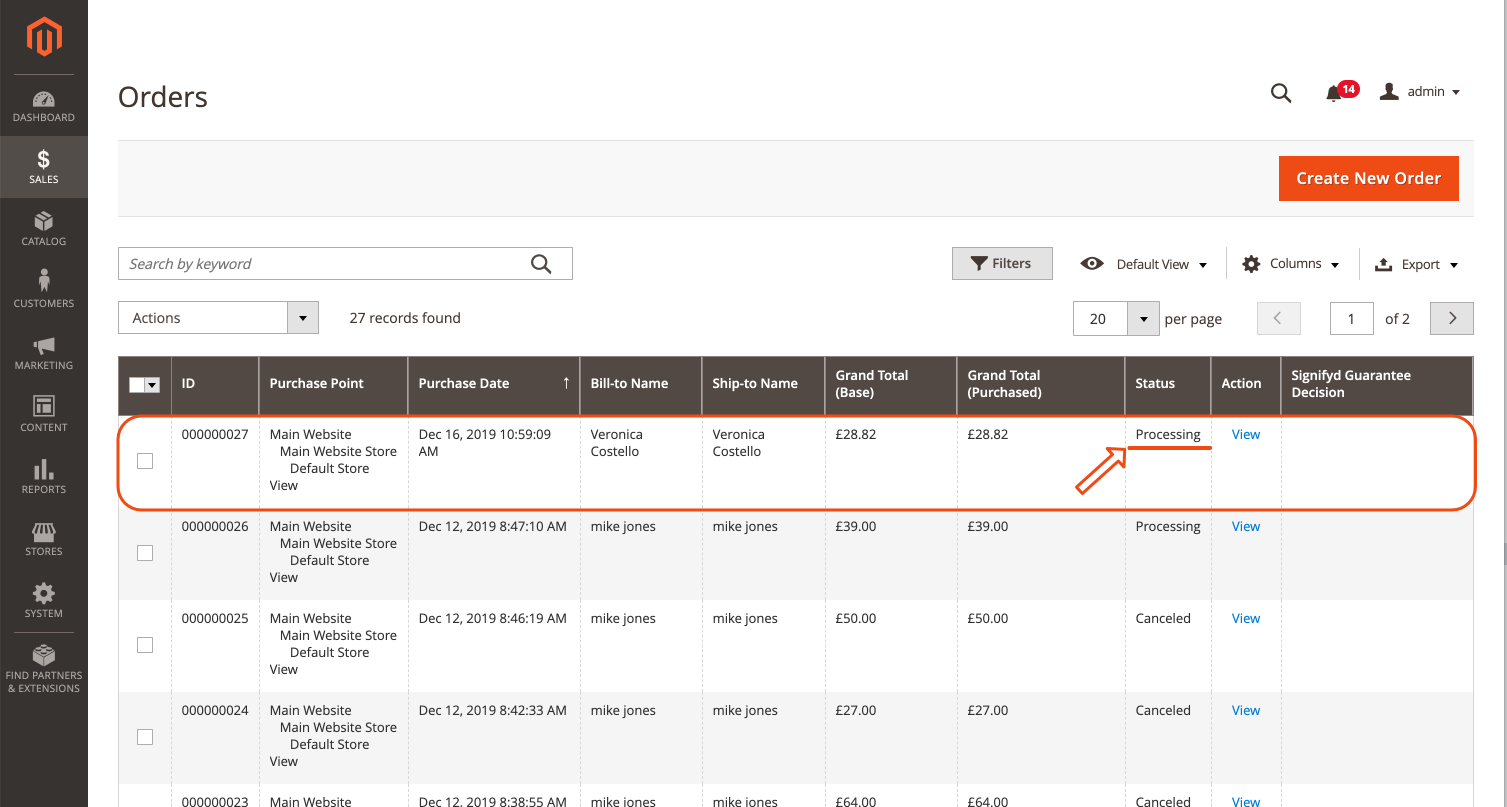 Orders
14
admin
DASHBOARD
SALES
CATALOG
CUSTOMERS
MARKETING
CONTENT
REPORTS
STORES
SYSTEM
FIND PARTNERS
& EXTENSIONS
Create New Order
Search by keyword
Filters
Default View
Columns
Export
Actions
27 records found
20
per page
1
of 2
ID
Purchase Point
Purchase Date
Bill-to Name
Ship-to Name
Grand Total
(Base)
Grand Total
(Purchased)
Status
Action
Signifyd Guarantee
Decision
000000027
Main Website
Main Website Store
Default Store
View
Dec 16, 2019 10:59:09
AM
Veronica
Costello
Veronica
Costello
£28.82
£28.82
Processing
View
000000026
Main Website
Main Website Store
Default Store
View
Dec 12, 2019 8:47:10 AM
mike jones
mike jones
£39.00
£39.00
Processing
View
000000025
Main Website
Main Website Store
Default Store
View
Dec 12, 2019 8:46:19 AM
mike jones
mike jones
£50.00
£50.00
Canceled
View
000000024
Main Website
Main Website Store
Default Store
View
Dec 12, 2019 8:42:33 AM
mike jones
mike jones
£27.00
£27.00
Canceled
View
000000023
Main Website
Dec 12, 2019 8:38:55 AM
mike jones
mike jones
£64.00
£64.00
Canceled
View